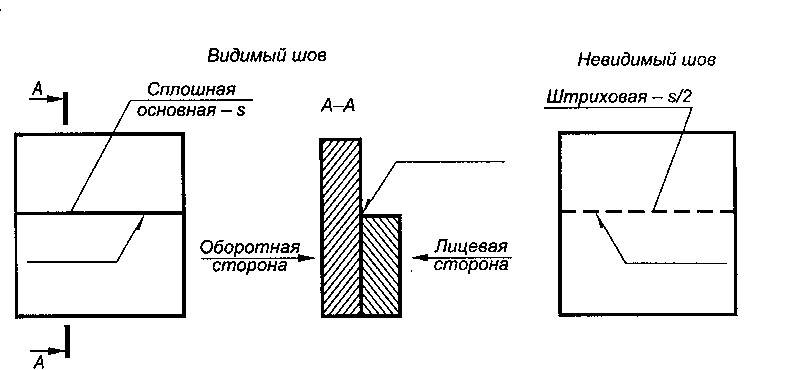 Видимый шов
Невидимый шов
А
Сплошная
основная – s
А–А
Штриховая – s/2
Оборотная
сторона
Лицевая
сторона
А